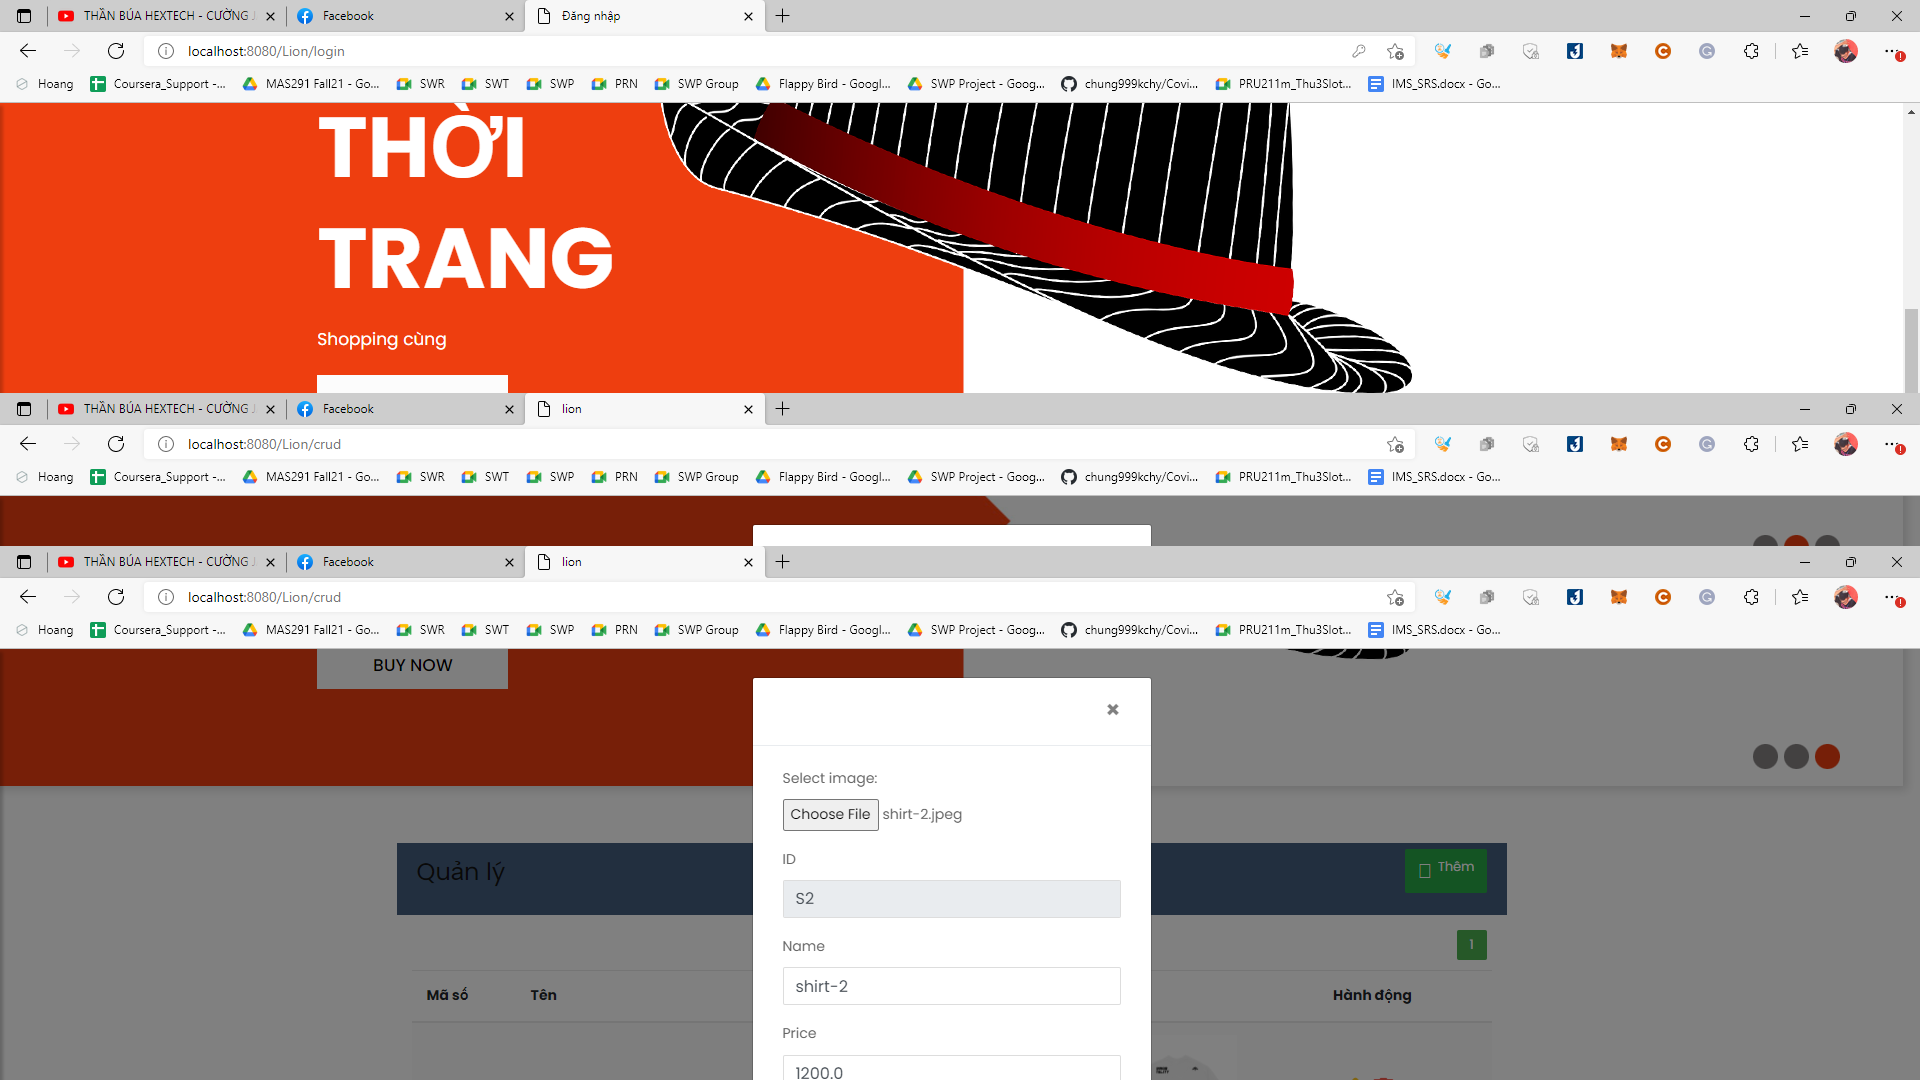 THẦN BÚA HEXTECH - CƯỜNG
Facebook
Đăng nhập
localhost:8080/Lion/login
Hoang
Coursera_Support -...
MAS291 Fall21 - Go...
SWR
SWT
SWP
PRN
SWP Group
Flappy Bird - Googl...
SWP Project - Goog...
chung999kchy/Covi...
PRU211m_Thu3Slot...
IMS_SRS.docx - Go...
THỜI
TRANG
Shopping cùng
THẦN BÚA HEXTECH - CƯỜNG
Facebook
lion
localhost:8080/Lion/crud
Hoang
Coursera_Support -...
MAS291 Fall21 - Go...
SWR
SWT
SWP
PRN
SWP Group
Flappy Bird - Googl...
SWP Project - Goog...
chung999kchy/Covi...
PRU211m_Thu3Slot...
IMS_SRS.docx - Go...
THẦN BÚA HEXTECH - CƯỜNG
Facebook
lion
localhost:8080/Lion/crud
Hoang
Coursera_Support -...
MAS291 Fall21 - Go...
SWR
SWT
SWP
PRN
SWP Group
Flappy Bird - Googl...
SWP Project - Goog...
chung999kchy/Covi...
PRU211m_Thu3Slot...
IMS_SRS.docx - Go...
BUY NOW
Select image:
Choose File shirt-2.jpeg
ID
S2
Name
shirt-2
Price
1200.0
Quản lý
Thêm
1
Mã số
Tên
Hành động